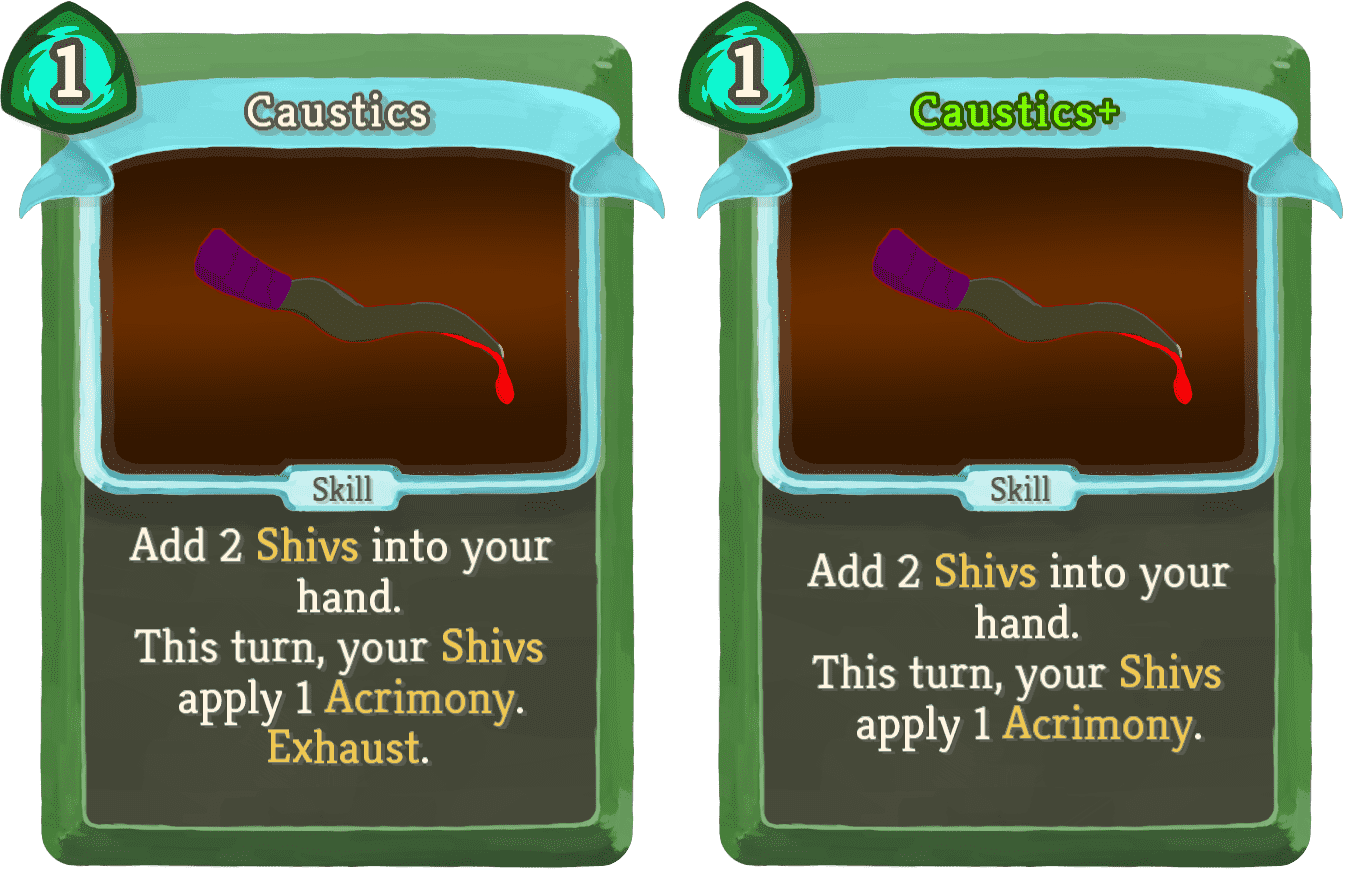 1
Caustics
Skill
Add 2 Shivs into your
hand.
This turn, your Shivs
apply 1 Acrimony.
Exhaust.
1
Caustics+
Skill
Add 2 Shivs into your
hand.
This turn, your Shivs
apply 1 Acrimony.